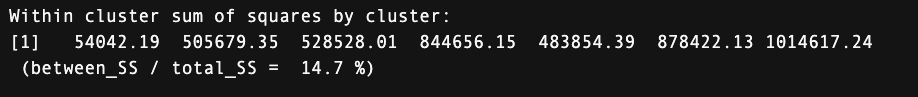 Within cluster sum of squares by cluster:
[1] 54042.19 505679.35 528528.01 844656.15 483854.39 878422.13 1014617.24
(between_SS / total_SS = 14.7 %)